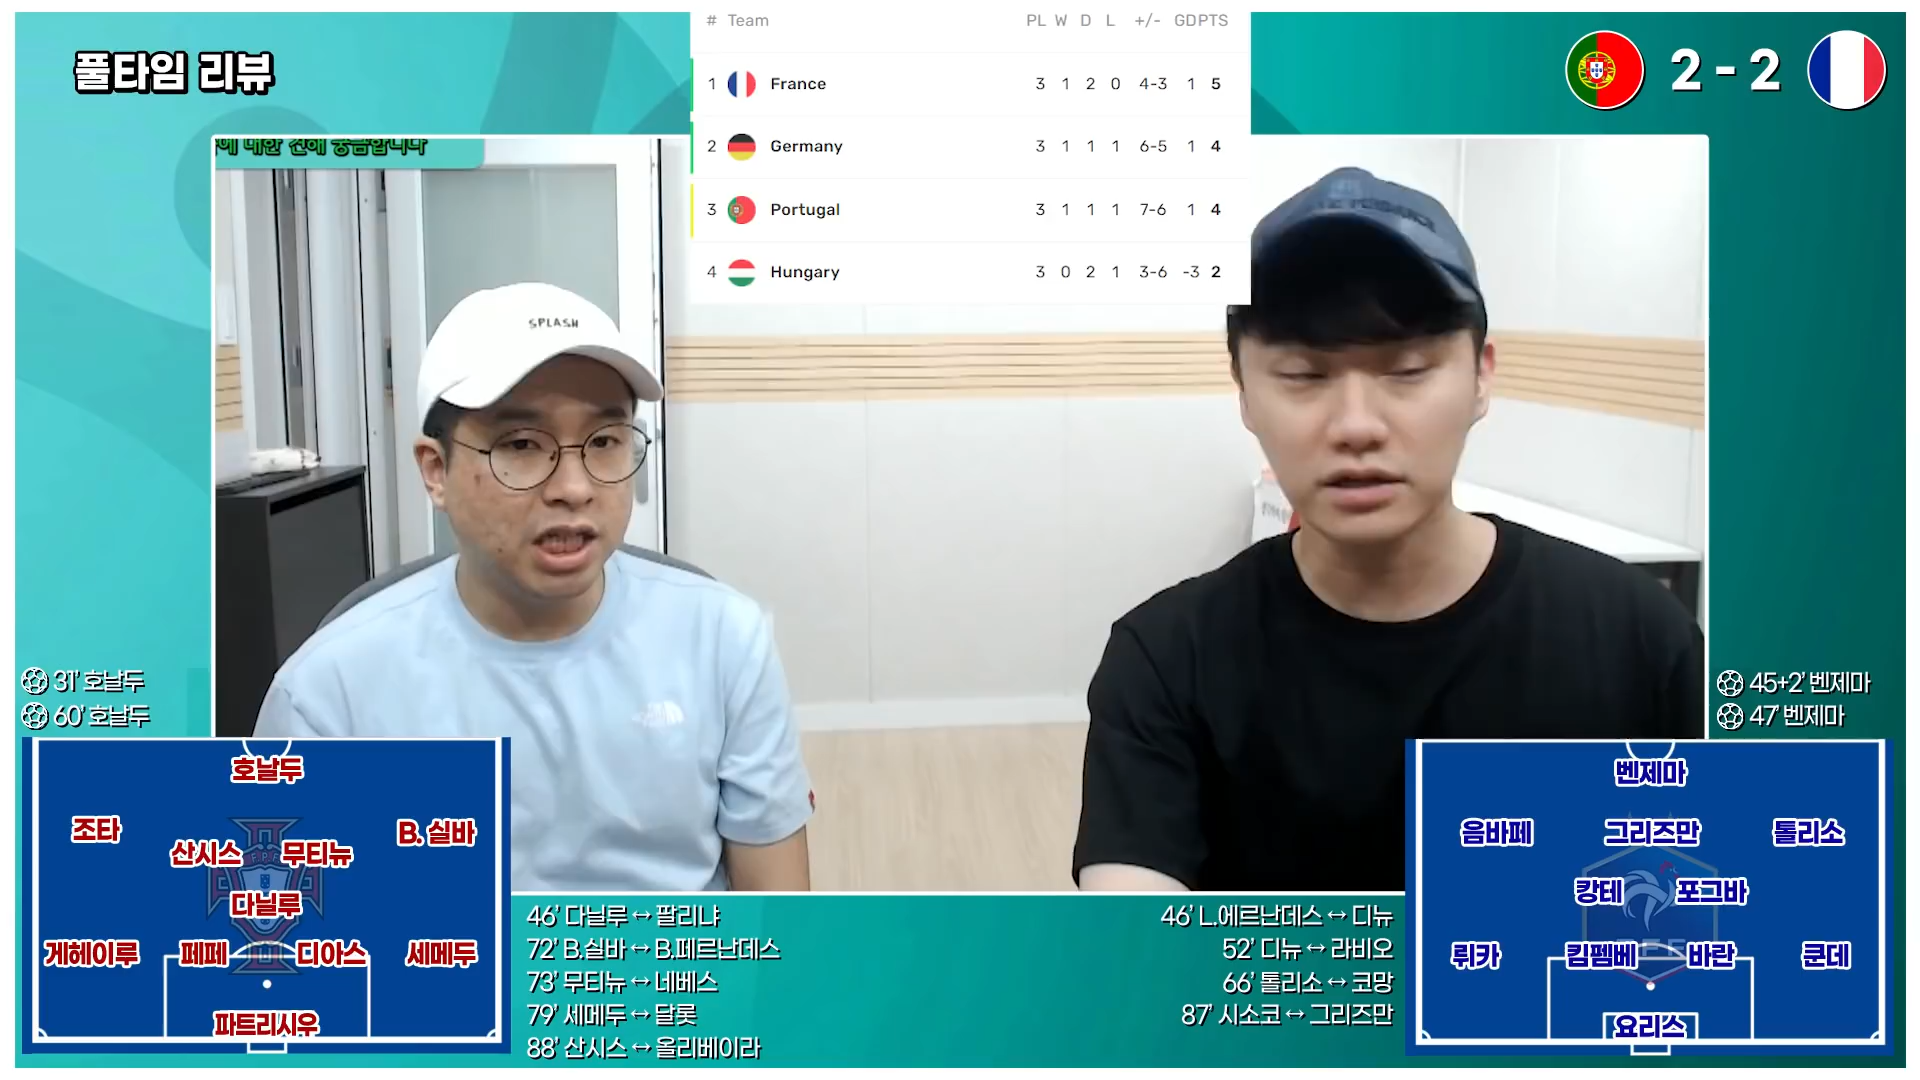 풀타임 리뷰
# Team PL W D L +/- GD PTS
1 France 3 1 2 0 4-3 1 5
2 Germany 3 1 1 1 6-5 1 4
3 Portugal 3 1 1 1 7-6 1 4
4 Hungary 3 0 2 1 3-6 -3 2
2 - 2
에 대한 견해 궁금합니다
SPLASH
31' 호날두
60' 호날두
45+2' 벤제마
47' 벤제마
호날두
조타
B. 실바
산시스
무티뉴
다닐루
게헤이루
페페
디아스
세메두
파트리시우
46' 다닐루 ↔ 팔리냐
72' B.실바 ↔ B.페르난데스
73' 무티뉴 ↔ 네베스
79' 세메두 ↔ 달롯
88' 산시스 ↔ 올리베이라
46' L.에르난데스 ↔ 디뉴
52' 디뉴 ↔ 라비오
66' 톨리소 ↔ 코망
87' 시소코 ↔ 그리즈만
벤제마
음바페
그리즈만
톨리소
캉테
포그바
뤼카
킴펨베
바란
쿤데
요리스